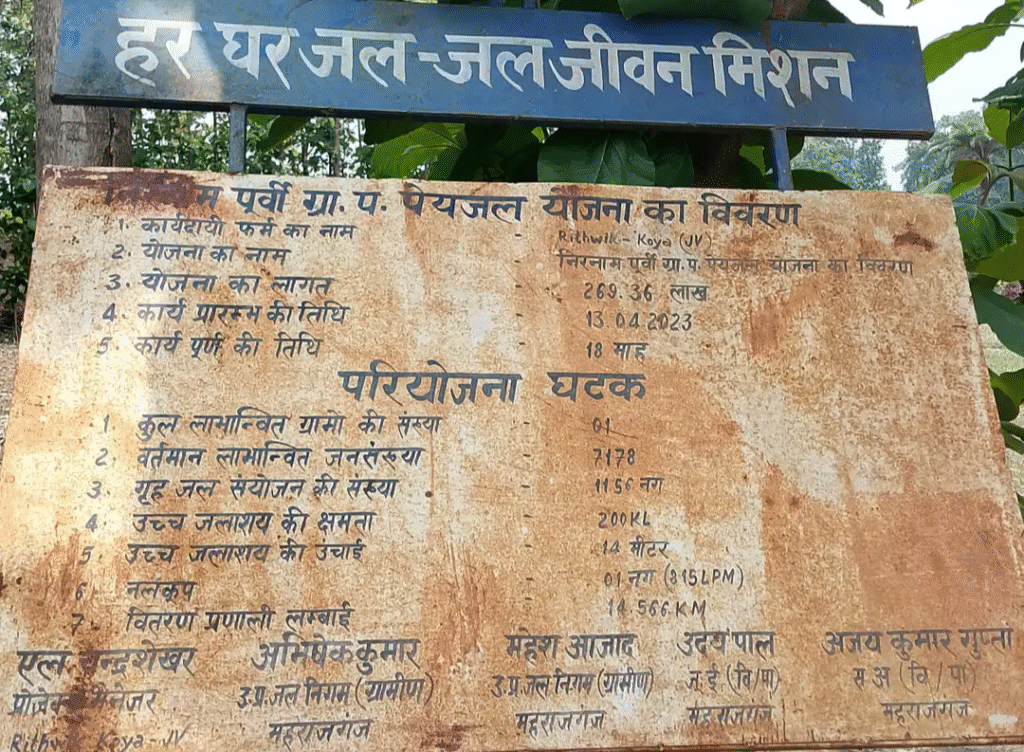 हर घर जल-जल जीवन मिशन
पूर्वी ग्रा. प. पेयजल योजना का विवरण
1. कार्यदायी फर्म का नाम - Rithwik-Koya (JV)
2. योजना का नाम - निरनाम पूर्वी ग्रा.प. पेयजल योजना का विवरण
3. योजना का लागत - 269.36 लाख
4. कार्य प्रारम्भ की तिथि - 13.04.2023
5. कार्य पूर्ण की तिथि - 18 माह
परियोजना घटक
1 कुल लाभान्वित ग्रामो की संख्या - 01
2. वर्तमान लाभान्वित जनसंख्या - 7178
3. गृह जल संयोजन की संख्या - 1156 नग
4. उच्च जलाशय की क्षमता - 200KL
5. उच्च जलाशय की उचाई - 14 मीटर
6 नलकूप - 01 नग (315LPM)
7. वितरण प्रणाली लम्बाई - 14.566KM
एल. चन्द्रशेखर अभिषेक कुमार महेश आजाद उदय पाल अजय कुमार गुप्ता
प्रोजेक्ट मैनेजर उ.प्र.जल निगम (ग्रामीण) उ.प्र.जल निगम (ग्रामीण) जू.ई (वि/पा) स अ (वि/पा)
Rithwik Koya-JV महराजगंज महराजगंज महराजगंज महराजगंज